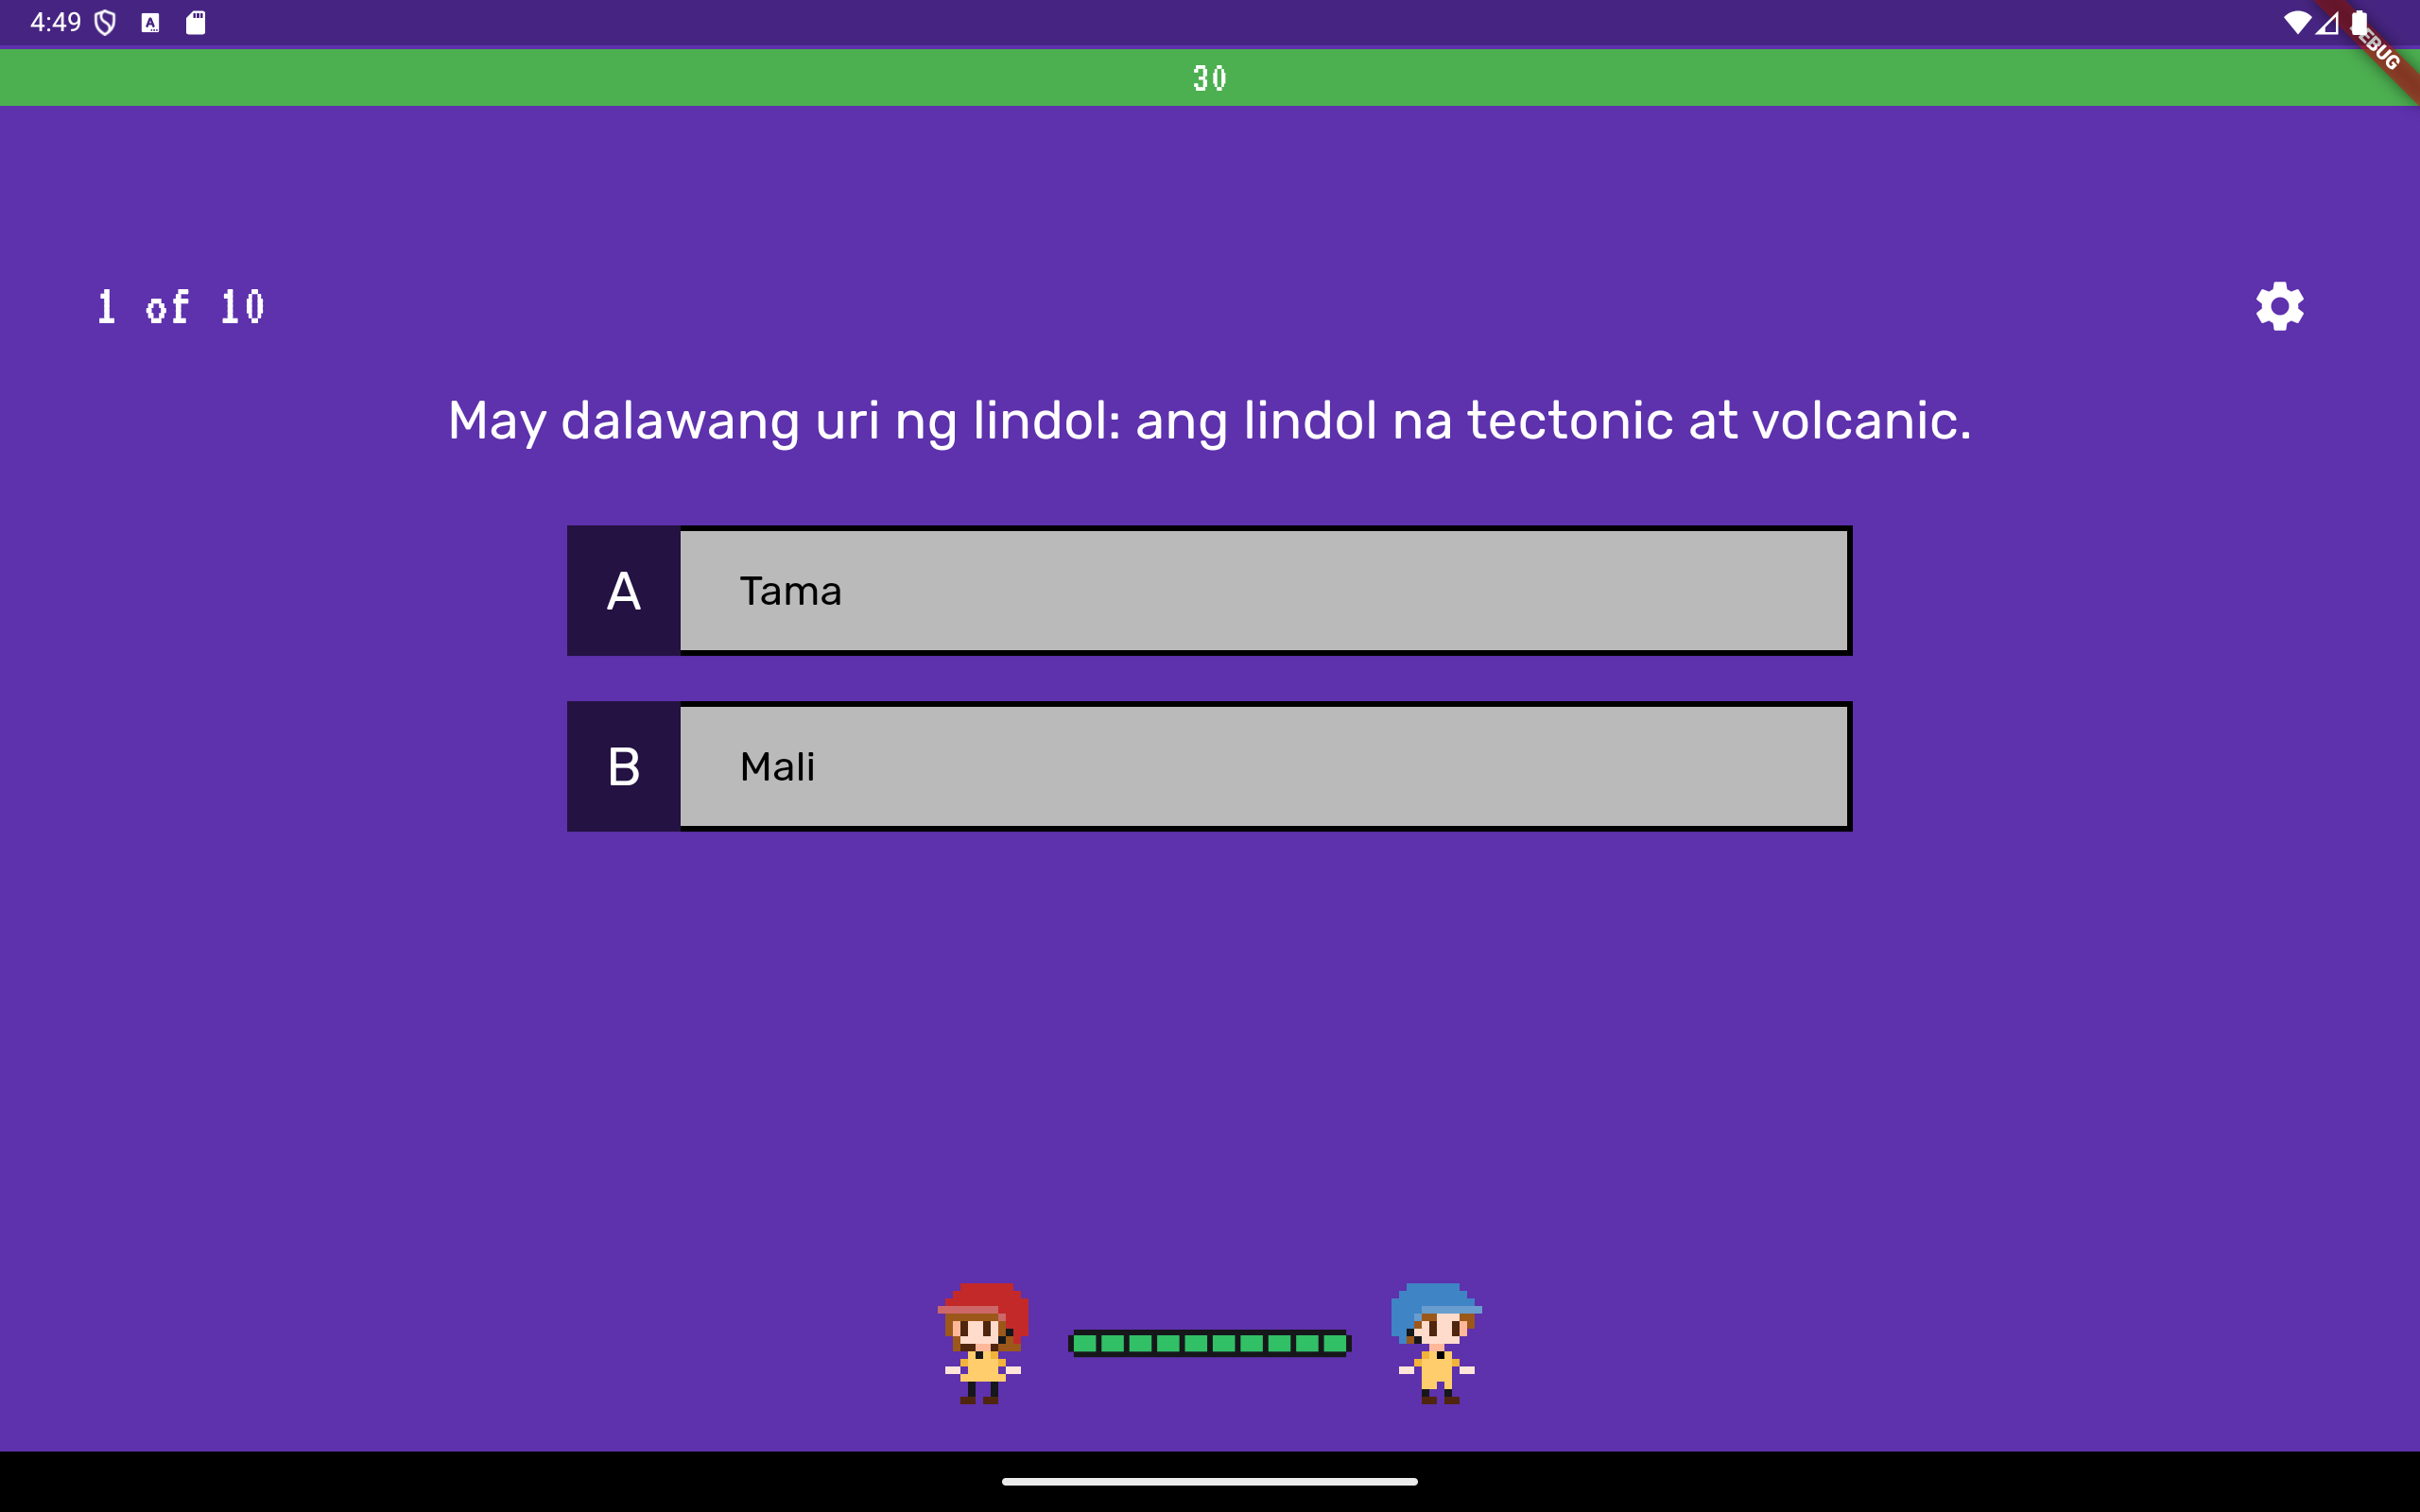 4:49
30
1 of 10
May dalawang uri ng lindol: ang lindol na tectonic at volcanic.
A Tama
B Mali